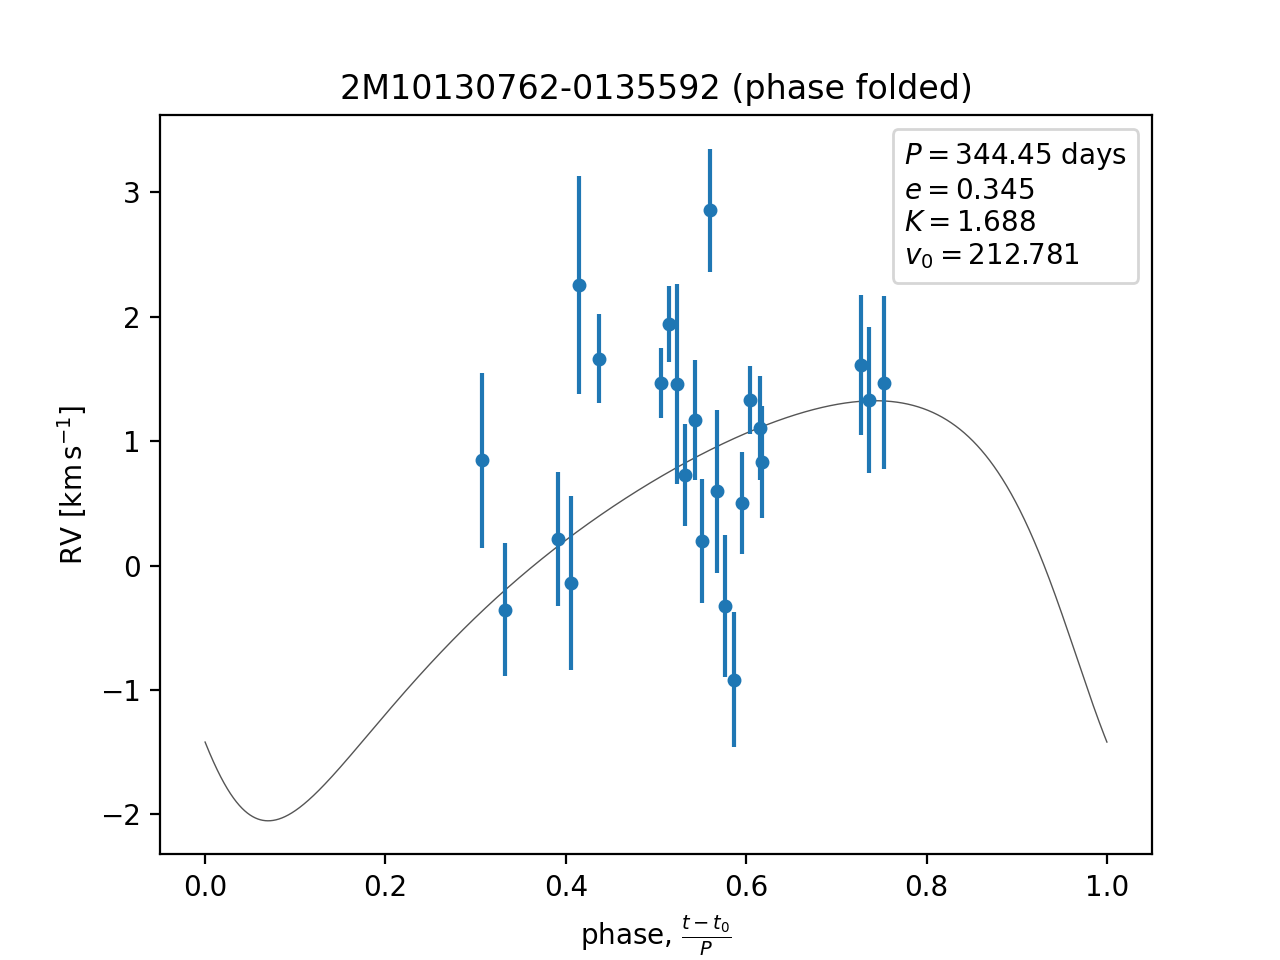 2M10130762-0135592 (phase folded)
P = 344.45 days
e = 0.345
K = 1.688
v₀ = 212.781
RV [km s⁻¹]
3
2
1
0
−1
−2
0.0 0.2 0.4 0.6 0.8 1.0
phase, (t − t₀)/P